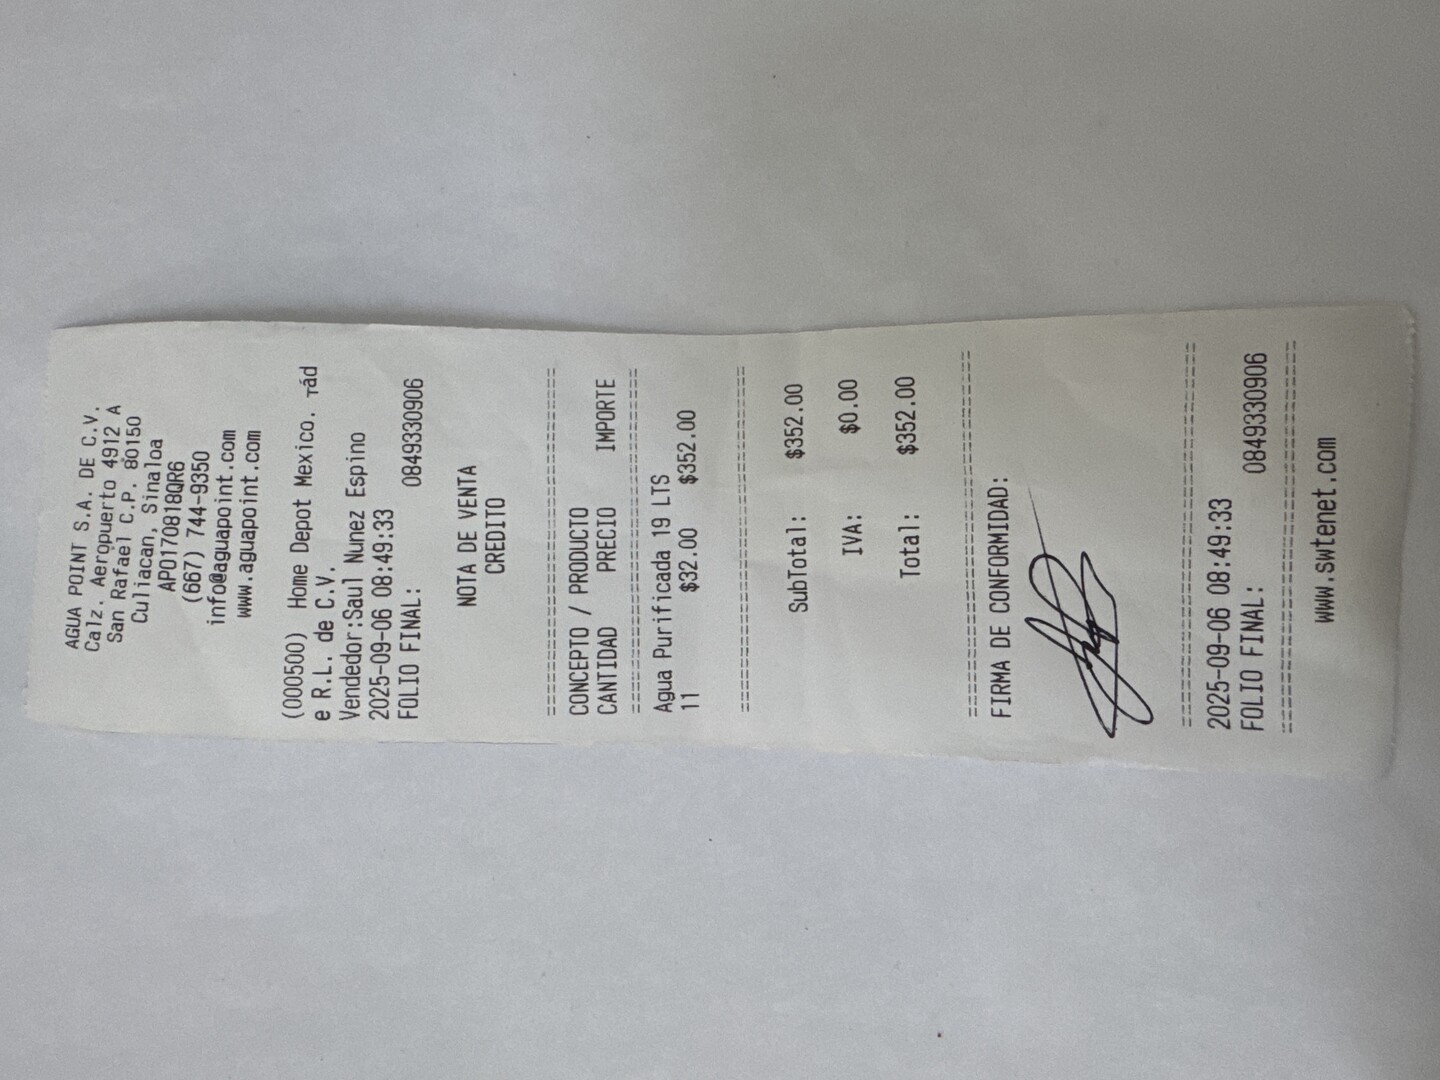 AGUA POINT S.A. DE C.V.
Calz. Aeropuerto 4912 A
San Rafael C.P. 80150
Culiacan, Sinaloa
APO170818QR6
(667) 744-9350
info@aguapoint.com
www.aguapoint.com
(000500) Home Depot Mexico. ┬ád
e R.L. de C.V.
Vendedor:Saul Nunez Espino
2025-09-06 08:49:33
FOLIO FINAL: 0849330906
NOTA DE VENTA
CREDITO
CONCEPTO / PRODUCTO
CANTIDAD PRECIO IMPORTE
Agua Purificada 19 LTS
11 $32.00 $352.00
SubTotal: $352.00
IVA: $0.00
Total: $352.00
FIRMA DE CONFORMIDAD:
2025-09-06 08:49:33
FOLIO FINAL: 0849330906
www.swtenet.com